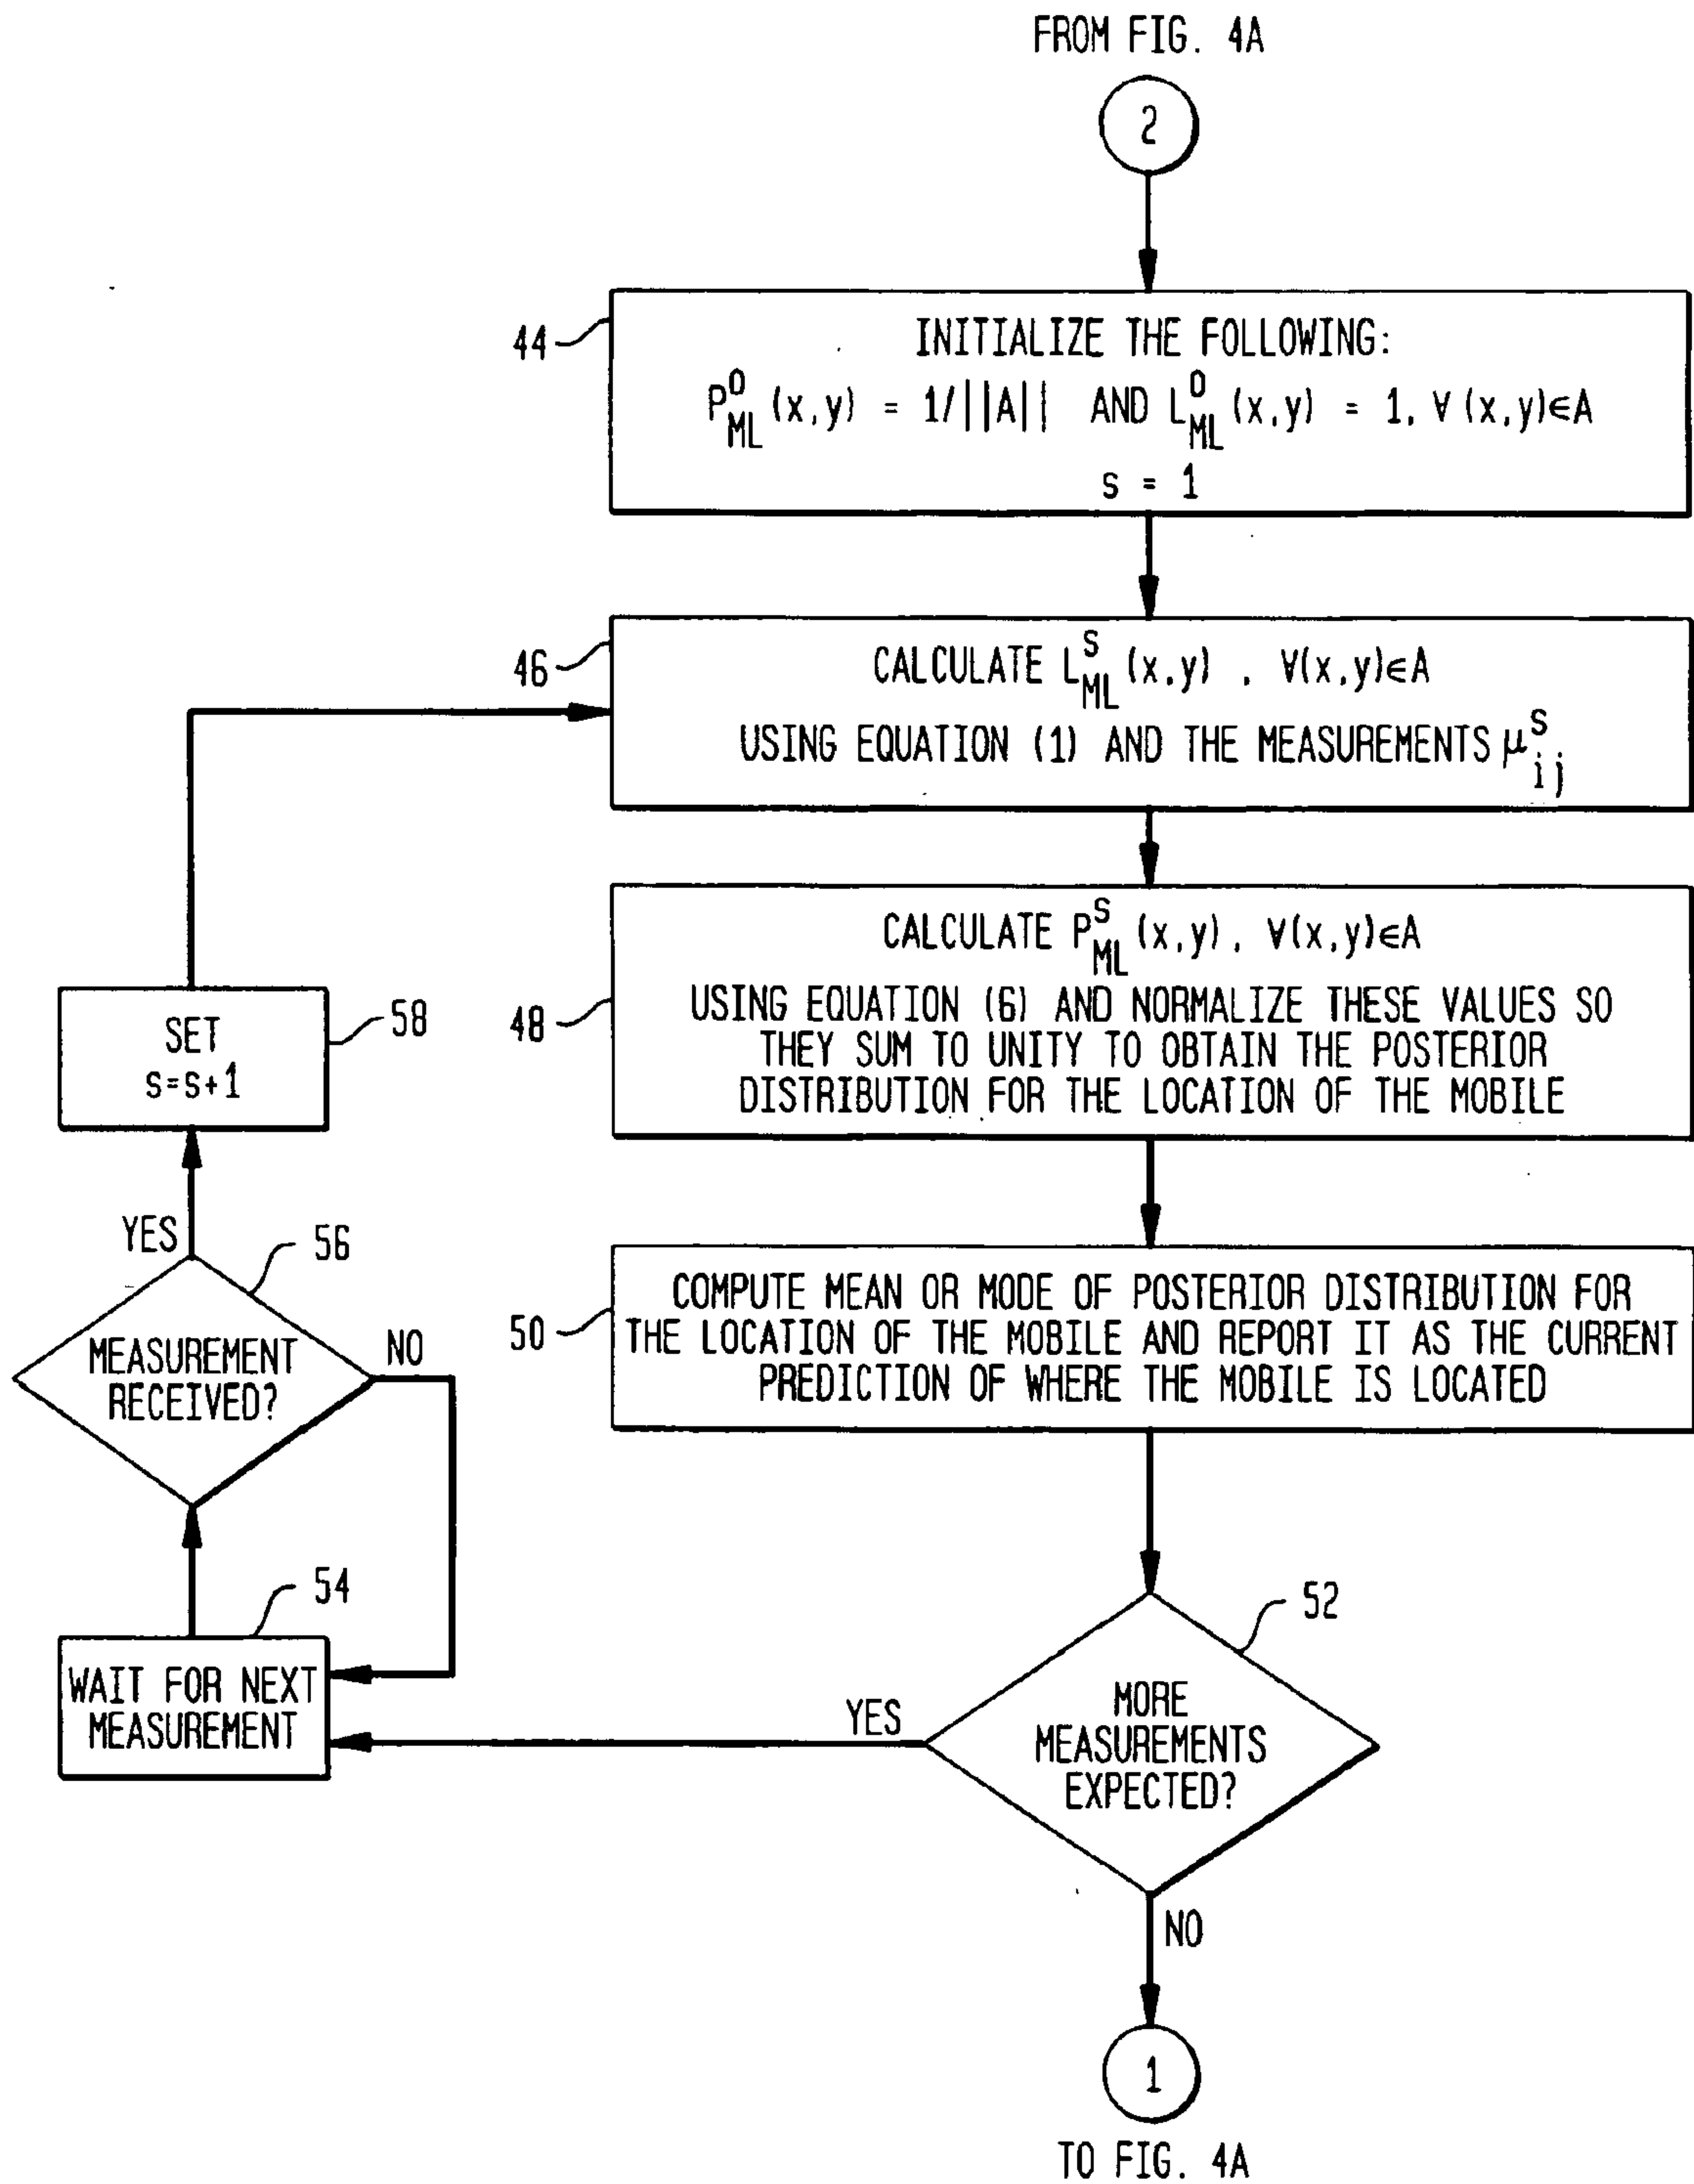 FROM FIG. 4A
2
44
INITIALIZE THE FOLLOWING:
P⁰ML (x,y) = 1/||A|| AND L⁰ML (x,y) = 1, ∀ (x,y)∈A
s = 1
46
CALCULATE LˢML (x,y) , ∀(x,y)∈A
USING EQUATION (1) AND THE MEASUREMENTS μˢij
48
CALCULATE PˢML (x,y), ∀(x,y)∈A
USING EQUATION (6) AND NORMALIZE THESE VALUES SO
THEY SUM TO UNITY TO OBTAIN THE POSTERIOR
DISTRIBUTION FOR THE LOCATION OF THE MOBILE
50
COMPUTE MEAN OR MODE OF POSTERIOR DISTRIBUTION FOR
THE LOCATION OF THE MOBILE AND REPORT IT AS THE CURRENT
PREDICTION OF WHERE THE MOBILE IS LOCATED
52
MORE
MEASUREMENTS
EXPECTED?
YES
NO
54
WAIT FOR NEXT
MEASUREMENT
56
MEASUREMENT
RECEIVED?
NO
YES
58
SET
s=s+1
1
TO FIG. 4A